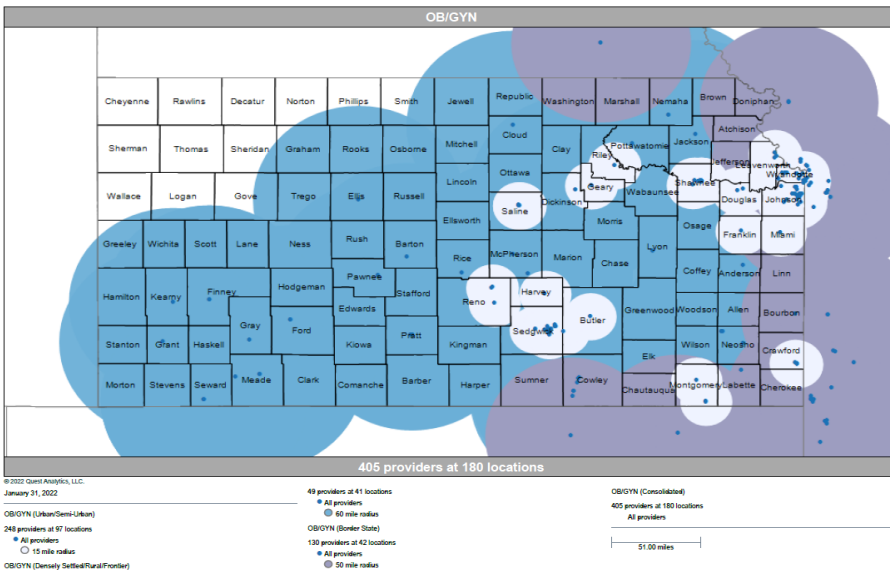 OB/GYN
Cheyenne Rawlins Decatur Norton Phillips Smith Jewell Republic Washington Marshall Nemaha Brown Doniphan
Sherman Thomas Sheridan Graham Rooks Osborne Mitchell Cloud Clay Riley Pottawatomie Jackson Atchison Jefferson Leavenworth
Wallace Logan Gove Trego Ellis Russell Lincoln Ottawa Saline Dickinson Geary Wabaunsee Shawnee Douglas Johnson
Greeley Wichita Scott Lane Ness Rush Barton Ellsworth Rice McPherson Marion Morris Chase Lyon Osage Franklin Miami
Hamilton Kearny Finney Hodgeman Pawnee Stafford Reno Harvey Coffey Anderson Linn
Gray Ford Edwards Sedgwick Butler Greenwood Woodson Allen Bourbon
Stanton Grant Haskell Kiowa Pratt Kingman Elk Wilson Neosho Crawford
Morton Stevens Seward Meade Clark Comanche Barber Harper Sumner Cowley Chautauqua Montgomery Labette Cherokee
405 providers at 180 locations
© 2022 Quest Analytics, LLC.
January 31, 2022
OB/GYN (Urban/Semi-Urban)
248 providers at 97 locations
All providers
15 mile radius
OB/GYN (Densely Settled/Rural/Frontier)
49 providers at 41 locations
All providers
60 mile radius
OB/GYN (Border State)
130 providers at 42 locations
All providers
50 mile radius
OB/GYN (Consolidated)
405 providers at 180 locations
All providers
51.00 miles